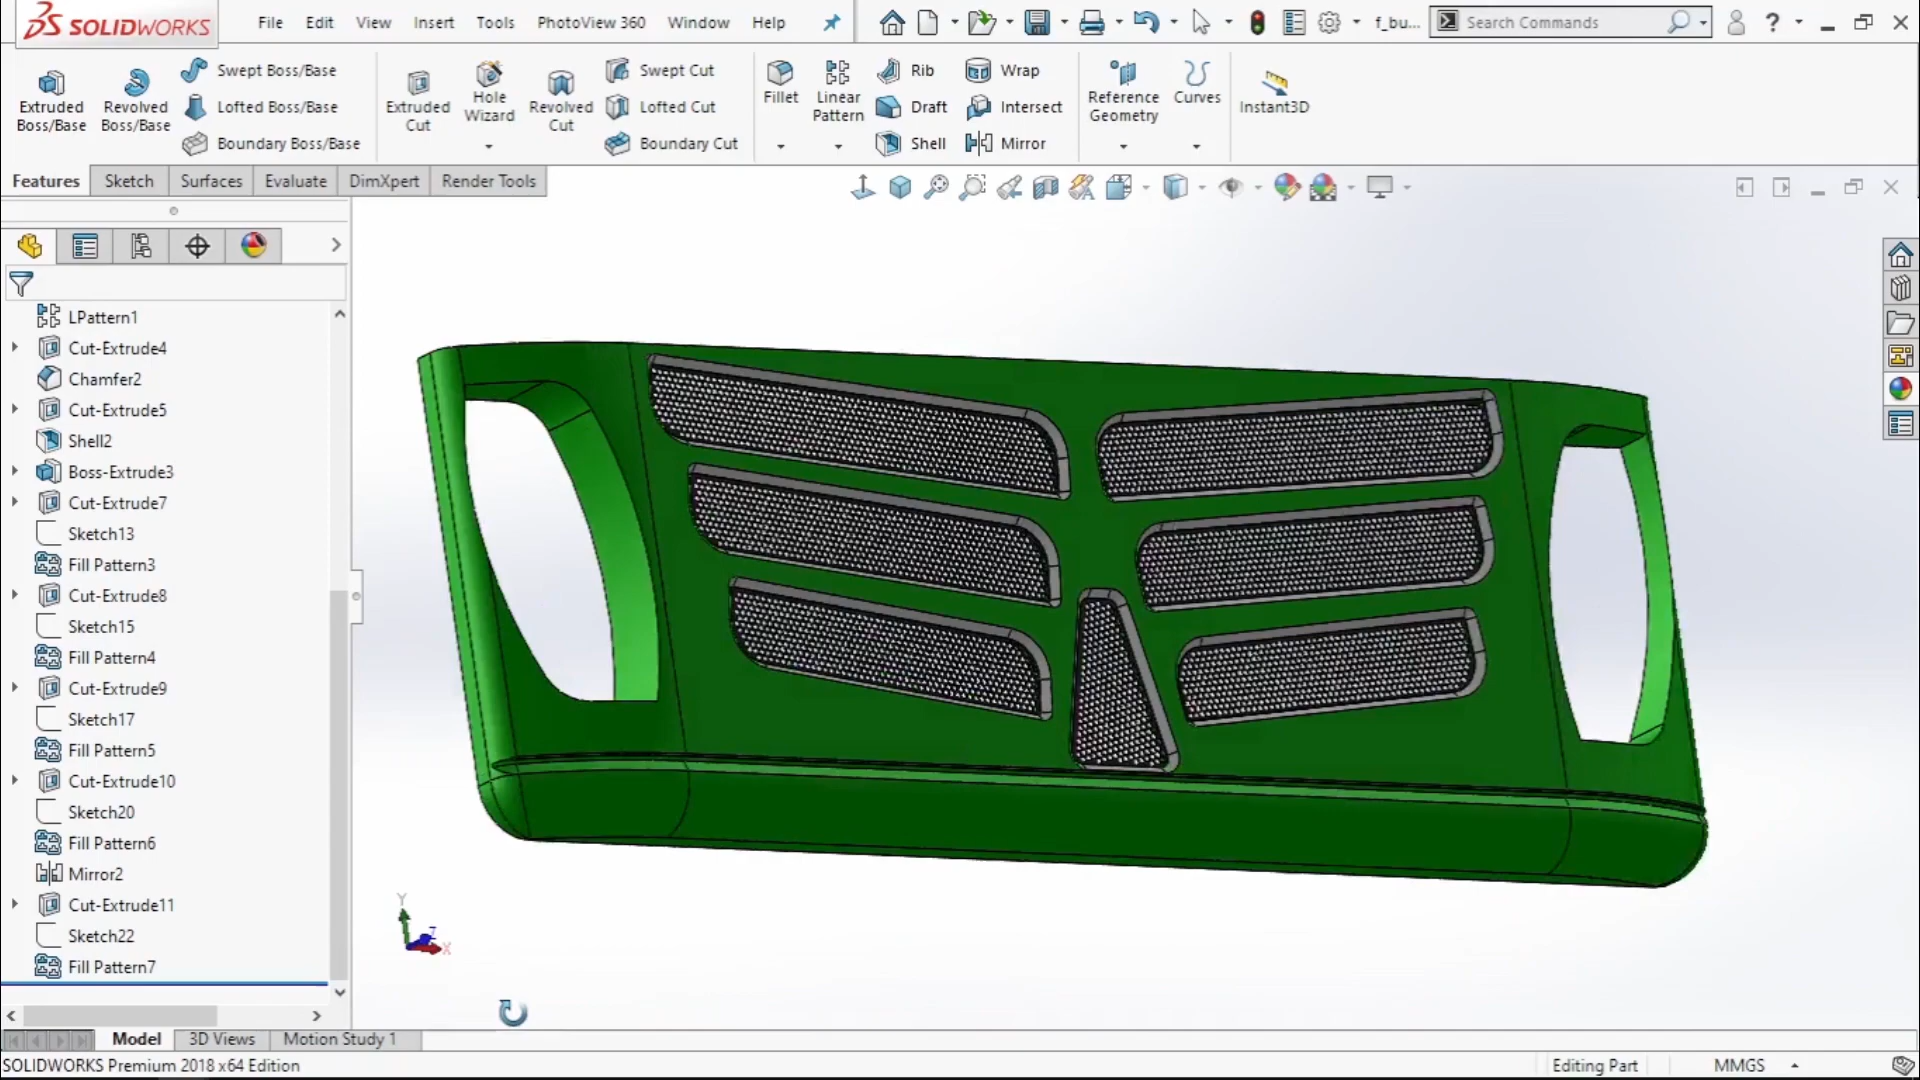 SOLIDWORKS
File Edit View Insert Tools PhotoView 360 Window Help
f_bu... Search Commands
Extruded Boss/Base
Revolved Boss/Base
Swept Boss/Base
Lofted Boss/Base
Boundary Boss/Base
Extruded Cut
Hole Wizard
Revolved Cut
Swept Cut
Lofted Cut
Boundary Cut
Fillet
Linear Pattern
Rib
Draft
Shell
Wrap
Intersect
Mirror
Reference Geometry
Curves
Instant3D
Features Sketch Surfaces Evaluate DimXpert Render Tools
LPattern1
Cut-Extrude4
Chamfer2
Cut-Extrude5
Shell2
Boss-Extrude3
Cut-Extrude7
Sketch13
Fill Pattern3
Cut-Extrude8
Sketch15
Fill Pattern4
Cut-Extrude9
Sketch17
Fill Pattern5
Cut-Extrude10
Sketch20
Fill Pattern6
Mirror2
Cut-Extrude11
Sketch22
Fill Pattern7
Y
Z
X
Model 3D Views Motion Study 1
SOLIDWORKS Premium 2018 x64 Edition
Editing Part MMGS